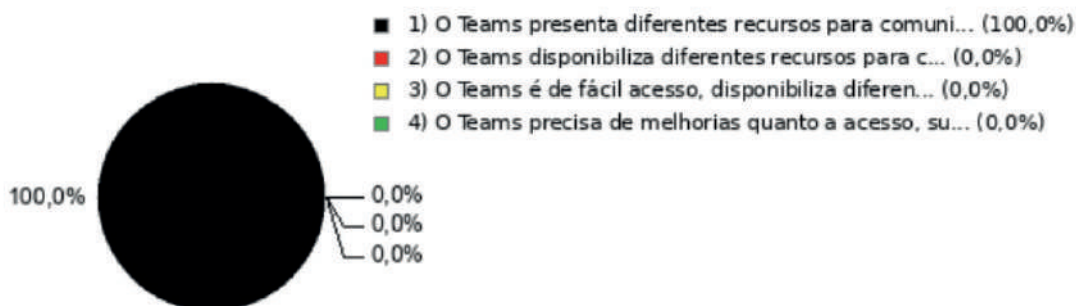 1) O Teams presenta diferentes recursos para comuni... (100,0%)
2) O Teams disponibiliza diferentes recursos para c... (0,0%)
3) O Teams é de fácil acesso, disponibiliza diferen... (0,0%)
4) O Teams precisa de melhorias quanto a acesso, su... (0,0%)
100,0%
0,0%
0,0%
0,0%